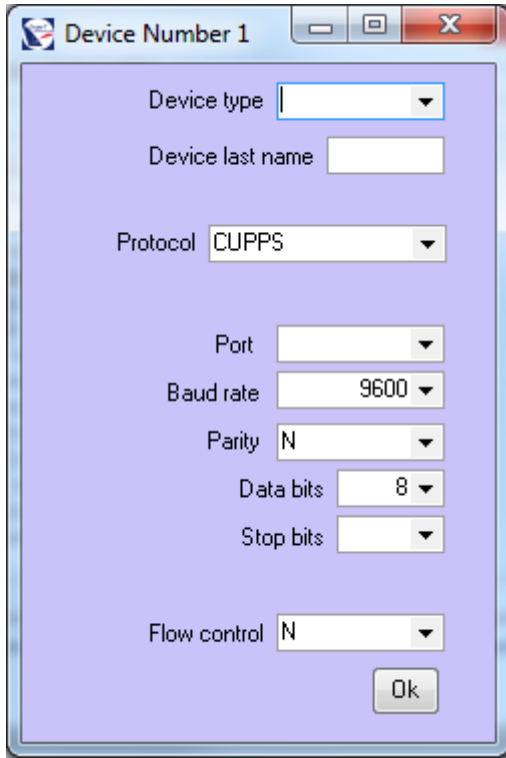 Device Number 1
Device type
Device last name
Protocol CUPPS
Port
Baud rate 9600
Parity N
Data bits 8
Stop bits
Flow control N
Ok